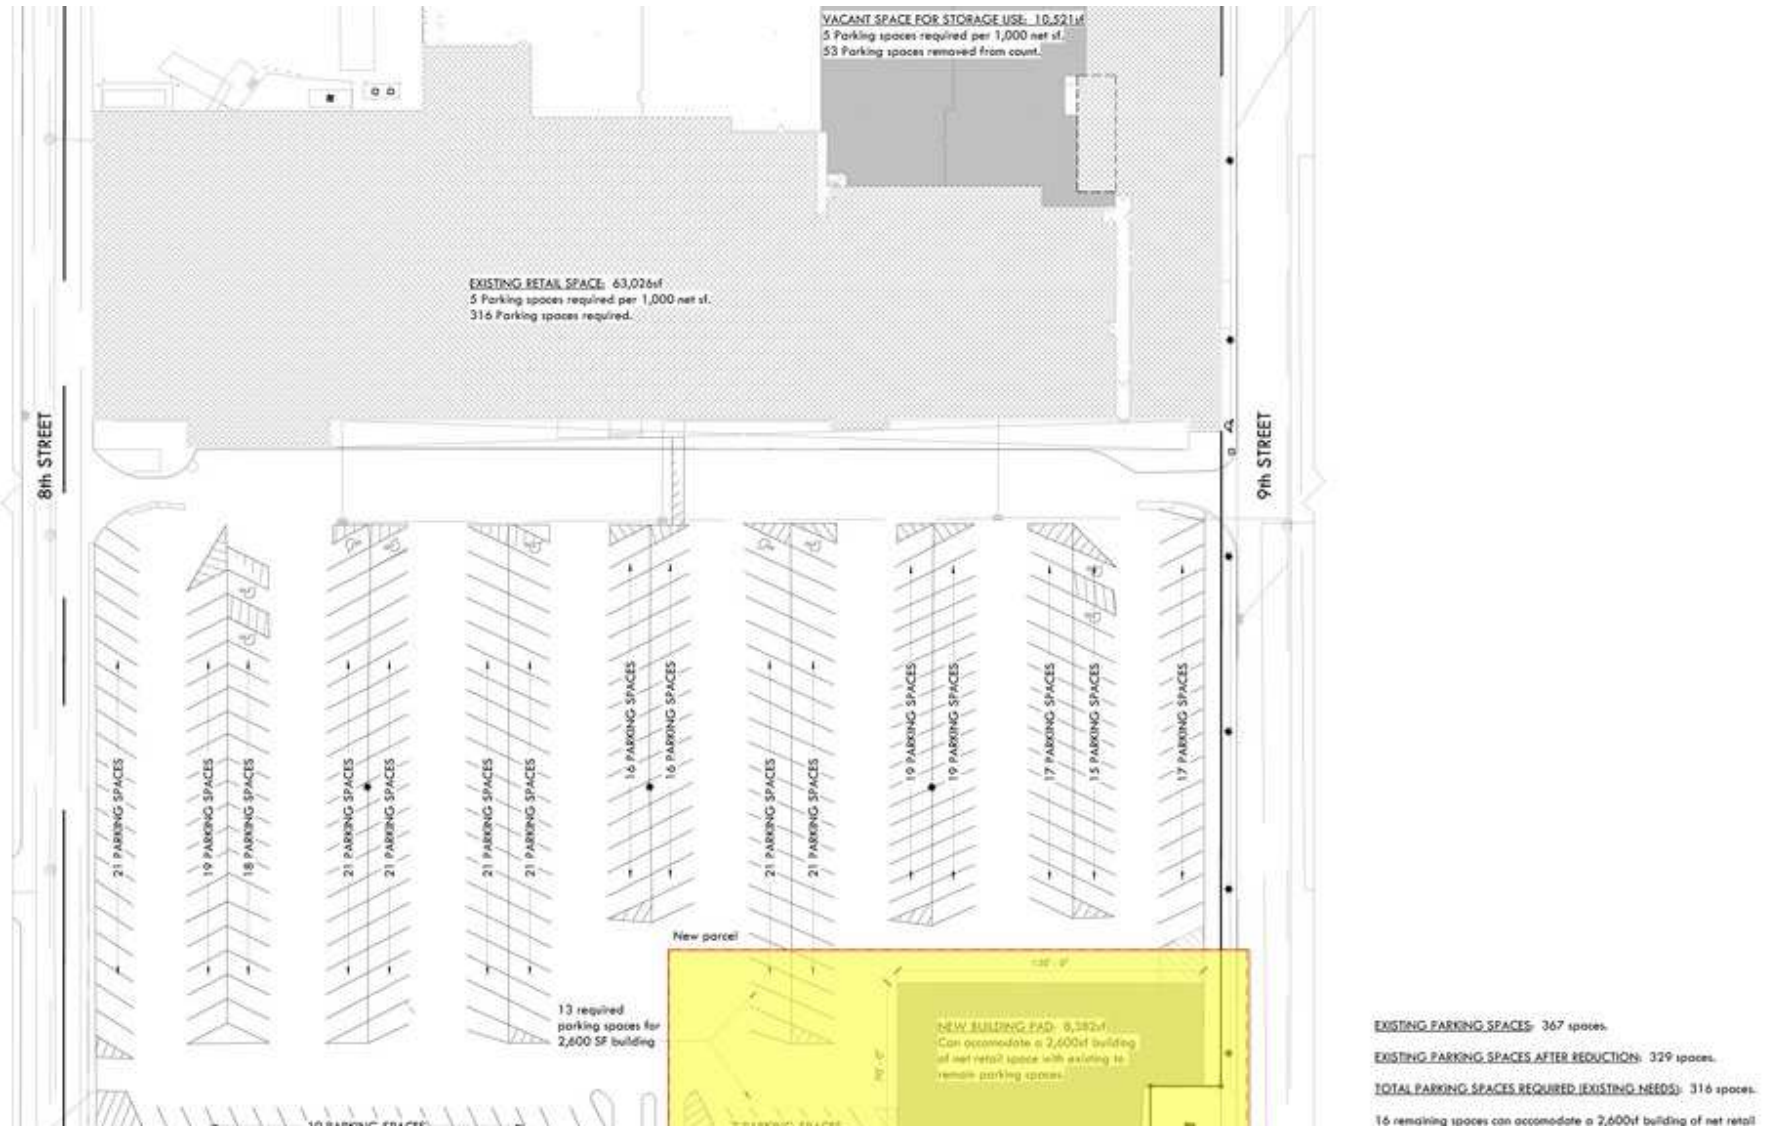 VACANT SPACE FOR STORAGE USE: 10,521sf
5 Parking spaces required per 1,000 net sf.
53 Parking spaces removed from count.
EXISTING RETAIL SPACE: 63,026sf
5 Parking spaces required per 1,000 net sf.
316 Parking spaces required.
8th STREET
9th STREET
21 PARKING SPACES
19 PARKING SPACES
18 PARKING SPACES
21 PARKING SPACES
21 PARKING SPACES
21 PARKING SPACES
21 PARKING SPACES
16 PARKING SPACES
16 PARKING SPACES
21 PARKING SPACES
21 PARKING SPACES
19 PARKING SPACES
19 PARKING SPACES
17 PARKING SPACES
15 PARKING SPACES
17 PARKING SPACES
New parcel
13 required
parking spaces for
2,600 SF building
NEW BUILDING PAD: 8,382sf
Can accomodate a 2,600sf building
of net retail space with existing to
remain parking spaces.
PARKING SPACES
PARKING SPACES
EXISTING PARKING SPACES: 367 spaces.
EXISTING PARKING SPACES AFTER REDUCTION: 329 spaces.
TOTAL PARKING SPACES REQUIRED (EXISTING NEEDS): 316 spaces.
16 remaining spaces can accomodate a 2,600sf building of net retail